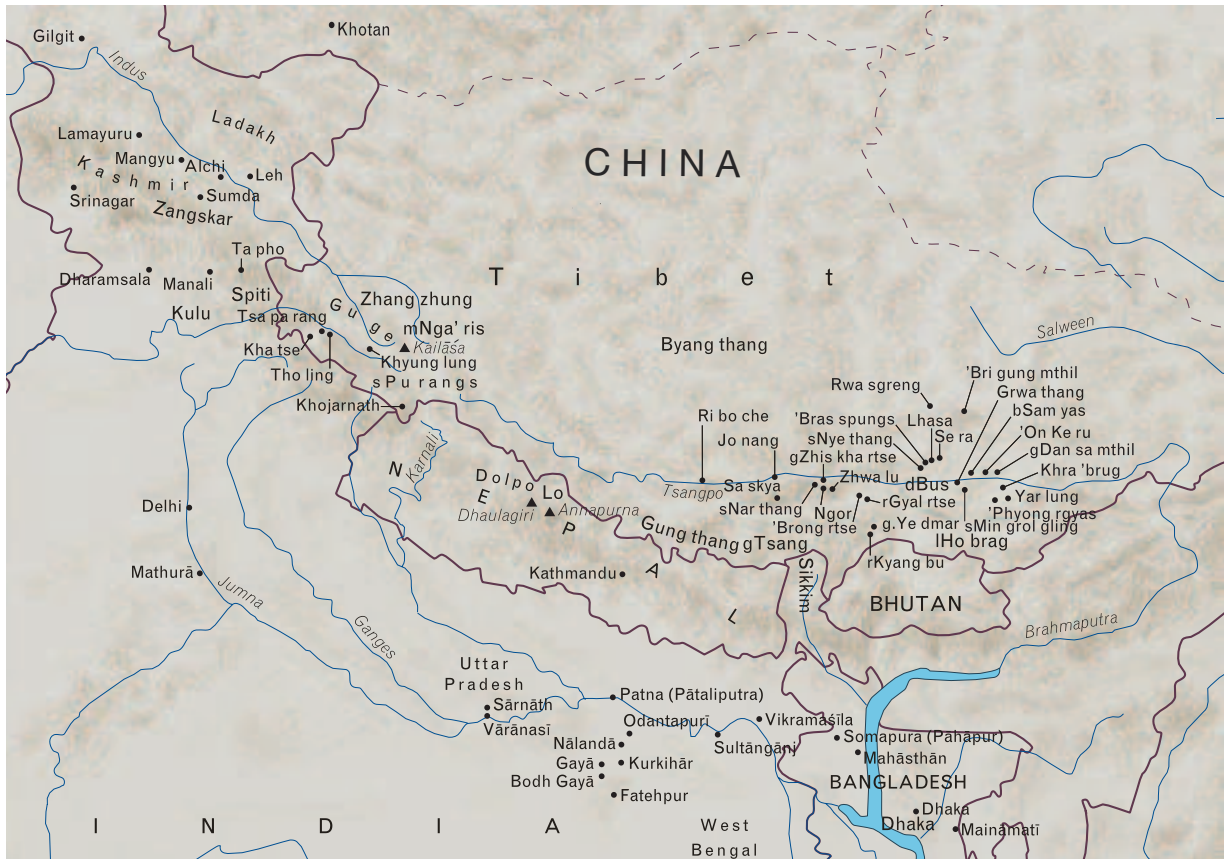 Khotan
Gilgit
Indus
Ladakh
Lamayuru
Mangyu
Alchi
Leh
Kashmir
Sumda
Srinagar
Zangskar
CHINA
Ta pho
Dharamsala
Manali
Spiti
Kulu
Tibet
Zhang zhung
Guge
Tsa pa rang
mNga' ris
Kailāśa
Kha tse
Khyung lung
Tho ling
sPurangs
Khojarnath
Byang thang
Salween
Rwa sgreng
'Bri gung mthil
Grwa thang
Ri bo che
'Bras spungs
Lhasa
bSam yas
Jo nang
sNye thang
Se ra
'On Ke ru
gZhis kha rtse
gDan sa mthil
Karnali
Dolpo
Lo
Tsangpo
Sa skya
Zhwa lu
dBus
Khra 'brug
NEPAL
Dhaulagiri
Annapurna
sNar thang
Ngor
rGyal rtse
Yar lung
'Phyong rgyas
Delhi
Gung thang
gTsang
'Brong rtse
g.Ye dmar
sMin grol gling
lHo brag
rKyang bu
Kathmandu
Sikkim
BHUTAN
Mathurā
Jumna
Ganges
Brahmaputra
Uttar
Pradesh
Sārnāth
Vārānasī
Patna (Pātaliputra)
Odantapurī
Vikramaśīla
Nālandā
Sultāngānj
Somapura (Pāhāpur)
Gayā
Kurkihār
Mahāsthān
Bodh Gayā
BANGLADESH
Fatehpur
Dhaka
INDIA
West
Bengal
Dhaka
Maināmatī